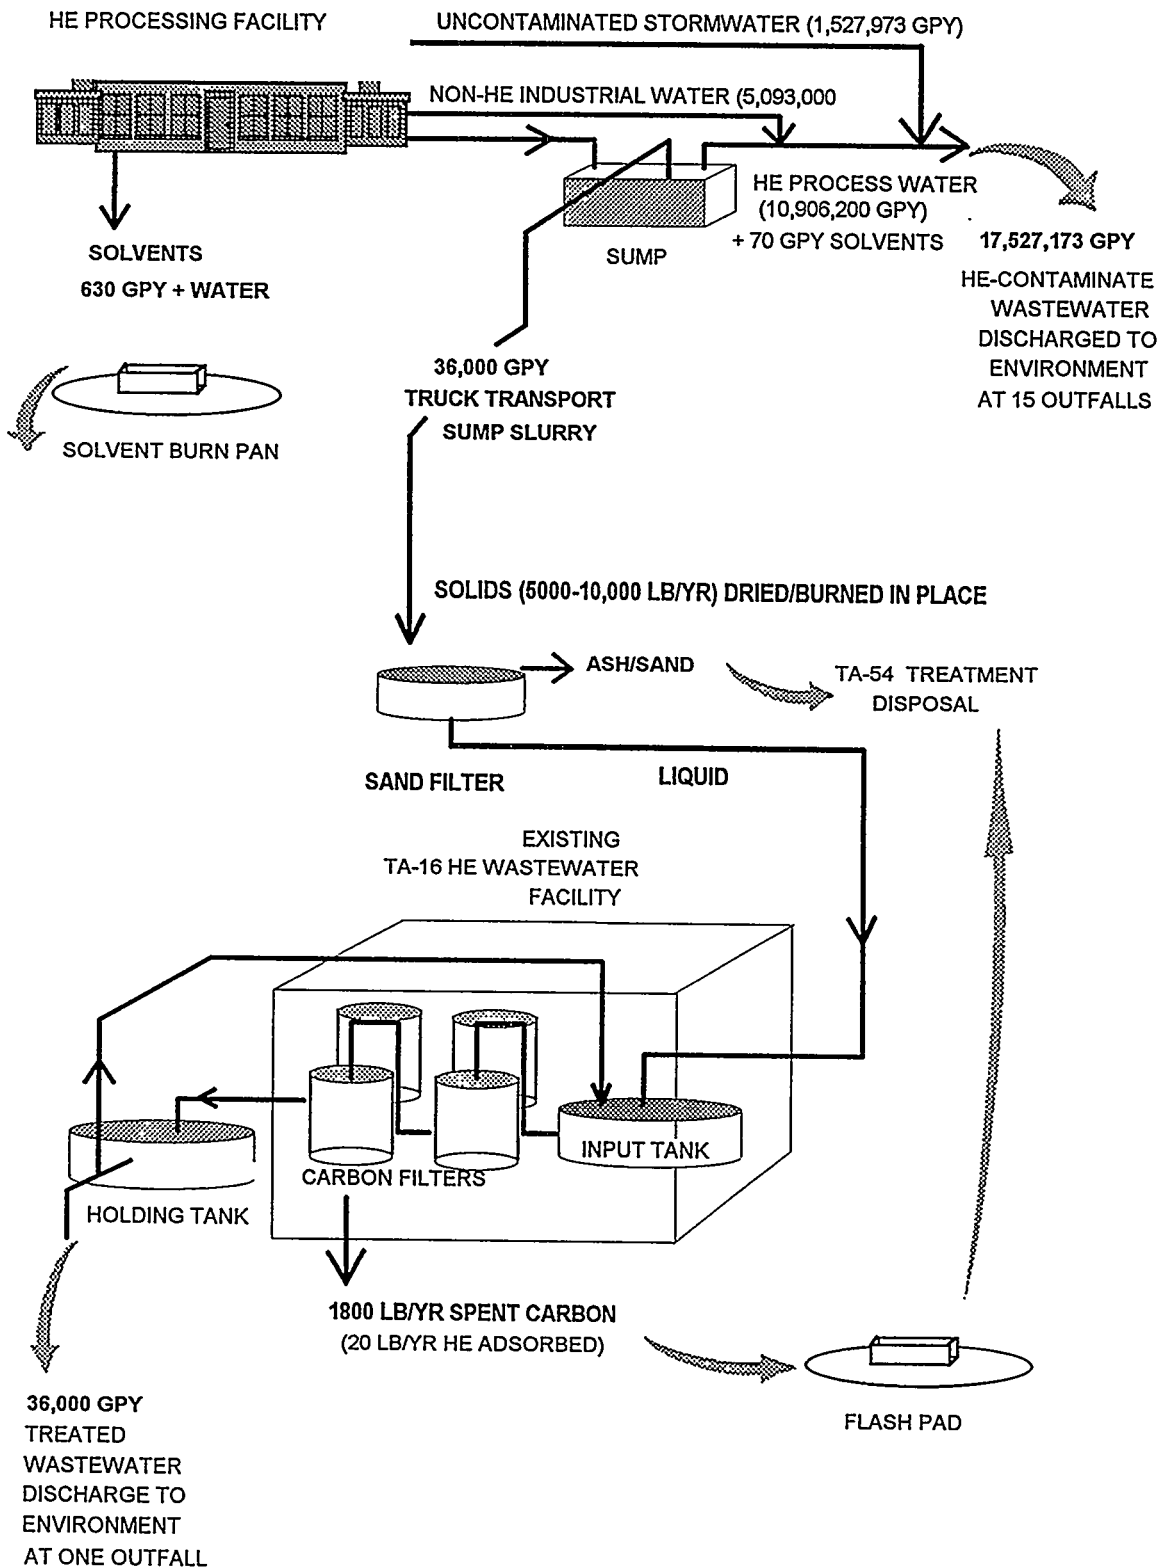 HE PROCESSING FACILITY
UNCONTAMINATED STORMWATER (1,527,973 GPY)
NON-HE INDUSTRIAL WATER (5,093,000
HE PROCESS WATER
(10,906,200 GPY)
+ 70 GPY SOLVENTS
SUMP
SOLVENTS
630 GPY + WATER
17,527,173 GPY
HE-CONTAMINATE
WASTEWATER
DISCHARGED TO
ENVIRONMENT
AT 15 OUTFALLS
36,000 GPY
TRUCK TRANSPORT
SUMP SLURRY
SOLVENT BURN PAN
SOLIDS (5000-10,000 LB/YR) DRIED/BURNED IN PLACE
ASH/SAND
TA-54 TREATMENT
DISPOSAL
SAND FILTER
LIQUID
EXISTING
TA-16 HE WASTEWATER
FACILITY
INPUT TANK
CARBON FILTERS
HOLDING TANK
1800 LB/YR SPENT CARBON
(20 LB/YR HE ADSORBED)
FLASH PAD
36,000 GPY
TREATED
WASTEWATER
DISCHARGE TO
ENVIRONMENT
AT ONE OUTFALL